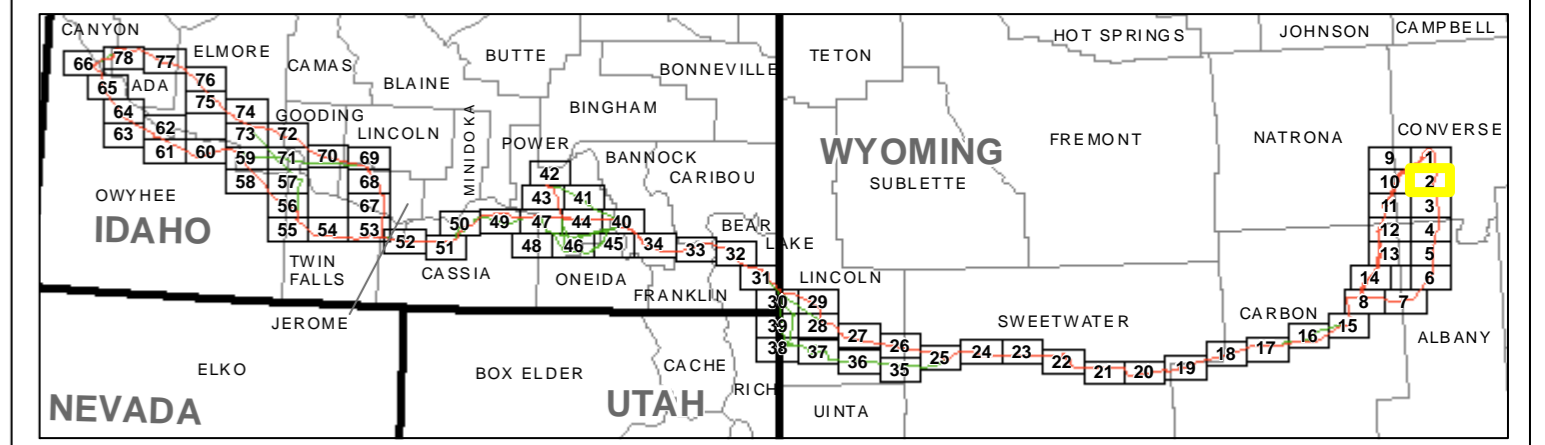 CANYON
ELMORE
CAMAS
BUTTE
BLAINE
BONNEVILLE
TETON
HOT SPRINGS
JOHNSON
CAMPBELL
66
78
77
76
65
ADA
75
64
74
GOODING
63
62
73
72
LINCOLN
MINIDOKA
BINGHAM
POWER
BANNOCK
CARIBOU
61
60
59
71
70
69
58
57
68
56
67
55
54
53
OWYHEE
IDAHO
TWIN
FALLS
JEROME
42
43
41
50
49
47
44
40
52
51
48
46
45
34
33
32
31
CASSIA
ONEIDA
FRANKLIN
BEAR
LAKE
WYOMING
SUBLETTE
FREMONT
NATRONA
CONVERSE
9
1
10
2
11
3
12
4
13
5
14
6
8
7
LINCOLN
30
29
39
28
27
38
37
26
36
35
25
24
23
22
21
20
19
18
17
16
15
SWEETWATER
CARBON
ALBANY
ELKO
NEVADA
BOX ELDER
CACHE
RICH
UTAH
UINTA